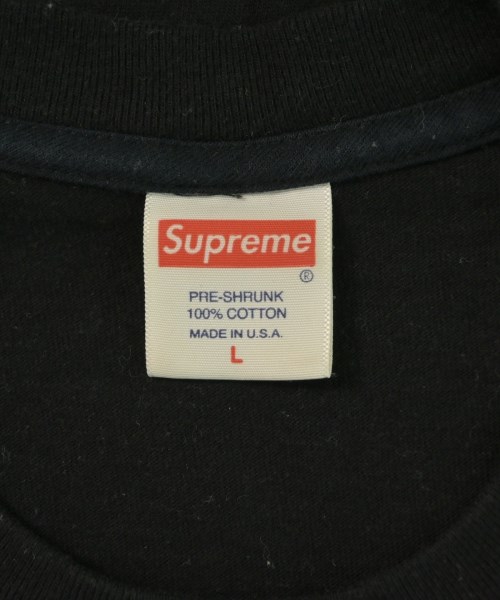 Supreme
®
PRE-SHRUNK
100% COTTON
MADE IN U.S.A.
L